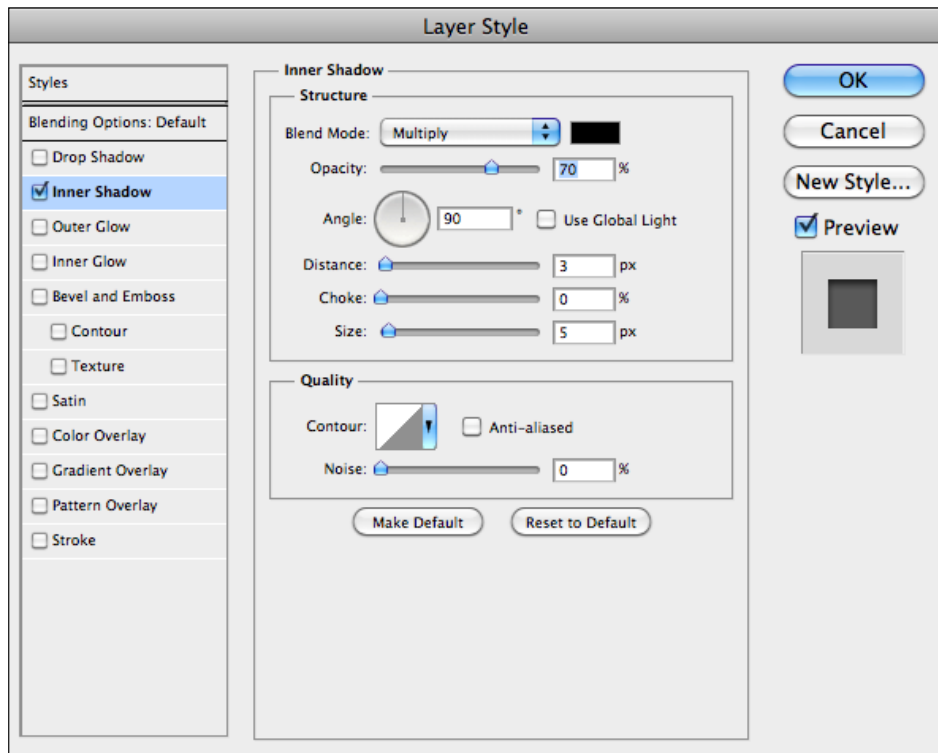 Layer Style
Styles
Blending Options: Default
Drop Shadow
Inner Shadow
Outer Glow
Inner Glow
Bevel and Emboss
Contour
Texture
Satin
Color Overlay
Gradient Overlay
Pattern Overlay
Stroke
Inner Shadow
Structure
Blend Mode: Multiply
Opacity: 70 %
Angle: 90 ° Use Global Light
Distance: 3 px
Choke: 0 %
Size: 5 px
Quality
Contour: Anti-aliased
Noise: 0 %
Make Default Reset to Default
OK
Cancel
New Style...
Preview